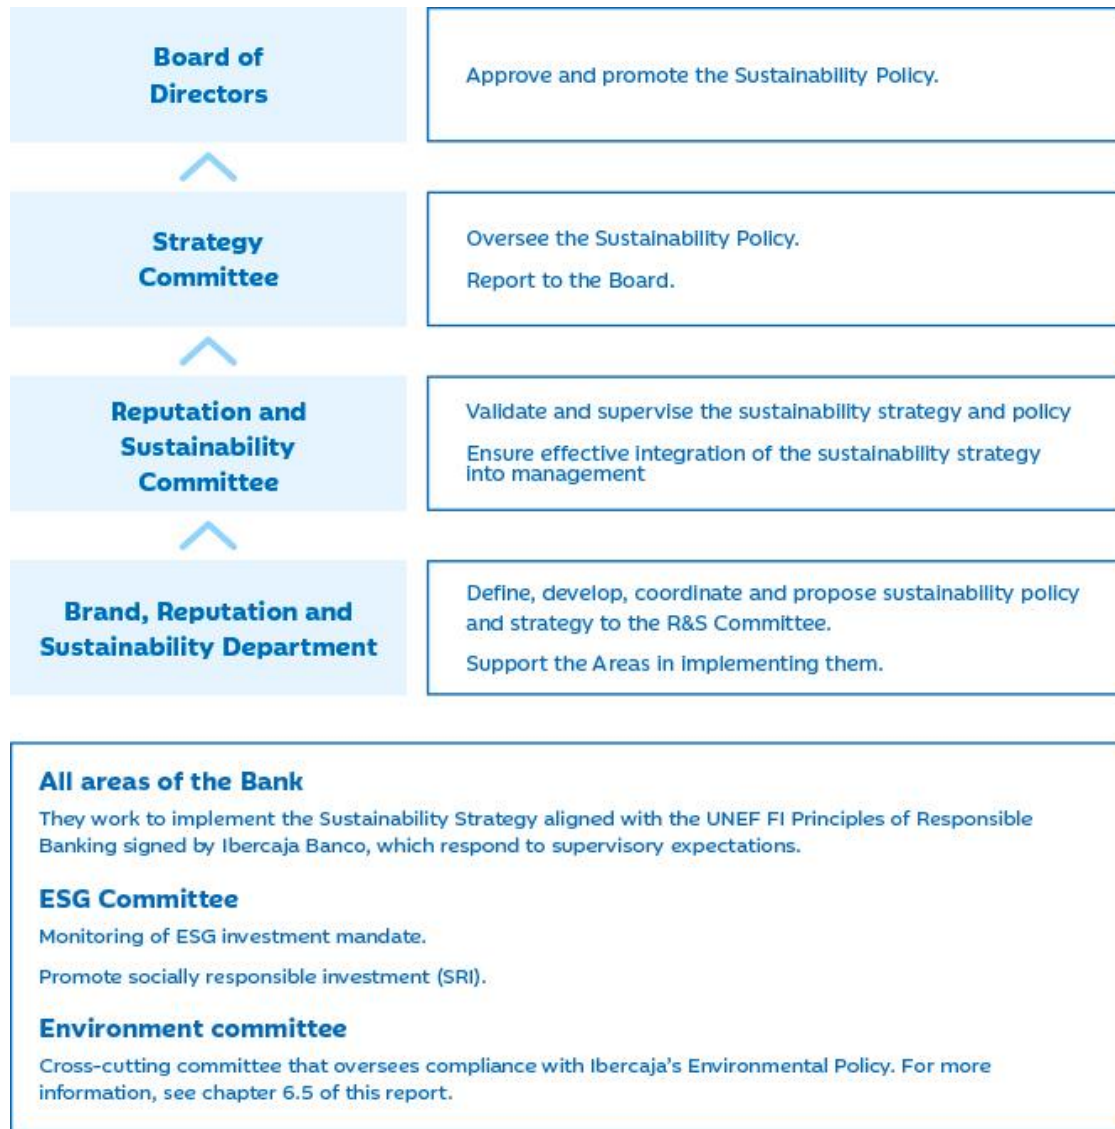 Board of
Directors
Approve and promote the Sustainability Policy.
Strategy
Committee
Oversee the Sustainability Policy.
Report to the Board.
Reputation and
Sustainability
Committee
Validate and supervise the sustainability strategy and policy
Ensure effective integration of the sustainability strategy
into management
Brand, Reputation and
Sustainability Department
Define, develop, coordinate and propose sustainability policy
and strategy to the R&S Committee.
Support the Areas in implementing them.
All areas of the Bank
They work to implement the Sustainability Strategy aligned with the UNEF FI Principles of Responsible
Banking signed by Ibercaja Banco, which respond to supervisory expectations.
ESG Committee
Monitoring of ESG investment mandate.
Promote socially responsible investment (SRI).
Environment committee
Cross-cutting committee that oversees compliance with Ibercaja’s Environmental Policy. For more
information, see chapter 6.5 of this report.